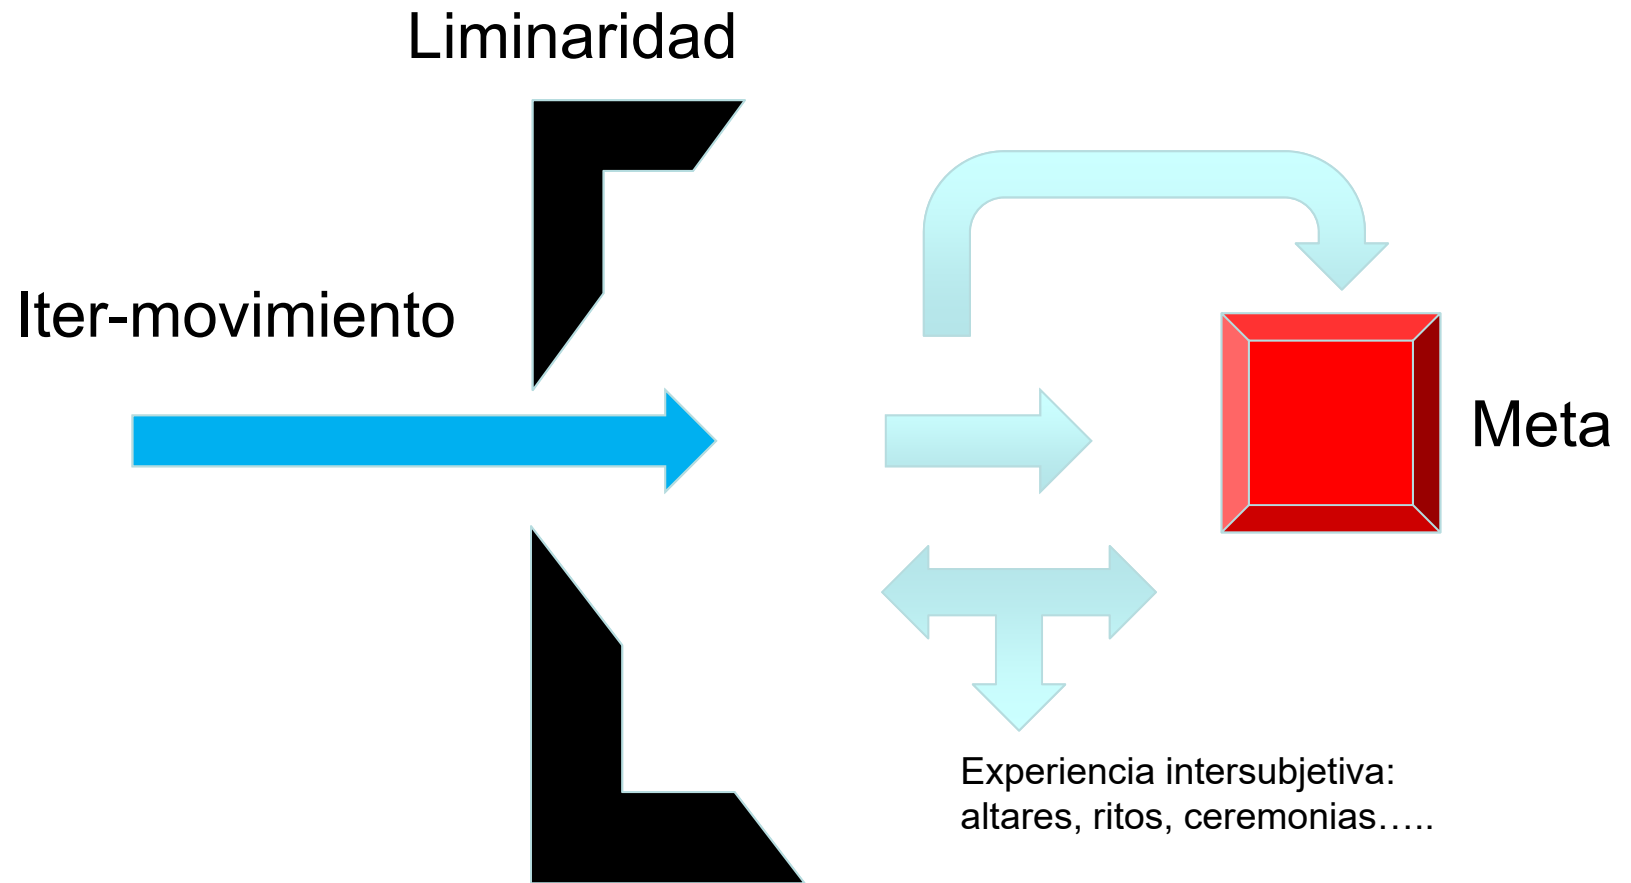 Liminaridad
Iter-movimiento
Meta
Experiencia intersubjetiva:
altares, ritos, ceremonias…..